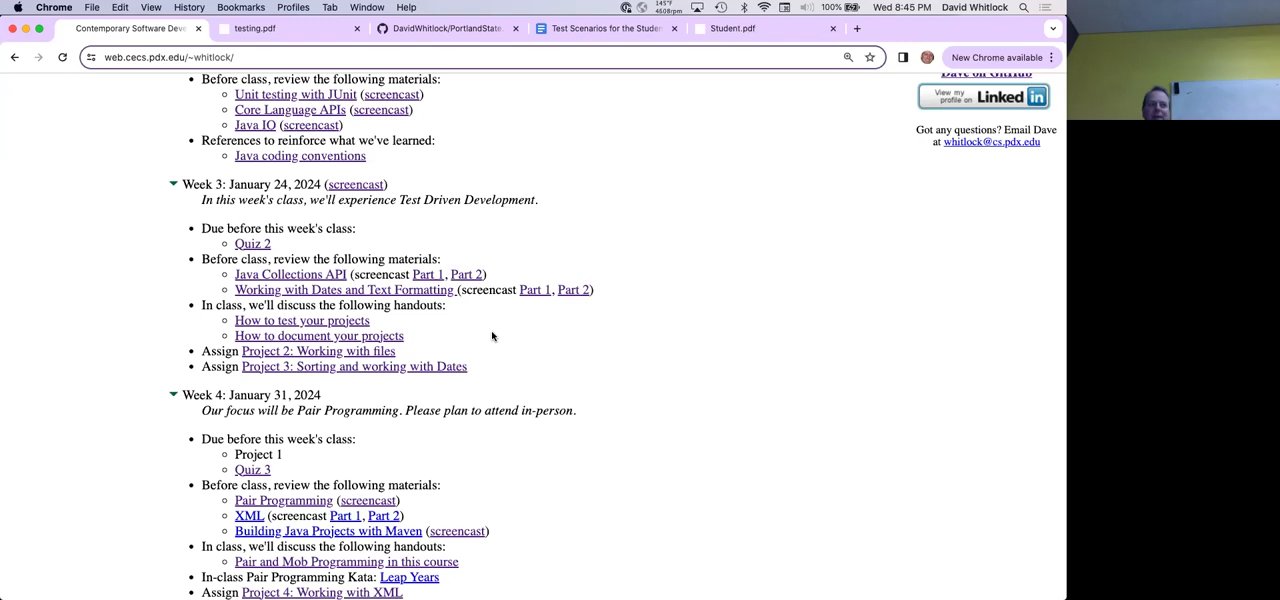 Chrome File Edit View History Bookmarks Profiles Tab Window Help 145°F 4608rpm 100% Wed 8:45 PM David Whitlock
Contemporary Software Deve testing.pdf DavidWhitlock/PortlandState Test Scenarios for the Studen Student.pdf
web.cecs.pdx.edu/~whitlock/ New Chrome available
Before class, review the following materials:
Unit testing with JUnit (screencast)
Core Language APIs (screencast)
Java IO (screencast)
References to reinforce what we've learned:
Java coding conventions
Dave on GitHub
View my profile on LinkedIn
Got any questions? Email Dave
at whitlock@cs.pdx.edu
Week 3: January 24, 2024 (screencast)
In this week's class, we'll experience Test Driven Development.
Due before this week's class:
Quiz 2
Before class, review the following materials:
Java Collections API (screencast Part 1, Part 2)
Working with Dates and Text Formatting (screencast Part 1, Part 2)
In class, we'll discuss the following handouts:
How to test your projects
How to document your projects
Assign Project 2: Working with files
Assign Project 3: Sorting and working with Dates
Week 4: January 31, 2024
Our focus will be Pair Programming. Please plan to attend in-person.
Due before this week's class:
Project 1
Quiz 3
Before class, review the following materials:
Pair Programming (screencast)
XML (screencast Part 1, Part 2)
Building Java Projects with Maven (screencast)
In class, we'll discuss the following handouts:
Pair and Mob Programming in this course
In-class Pair Programming Kata: Leap Years
Assign Project 4: Working with XML